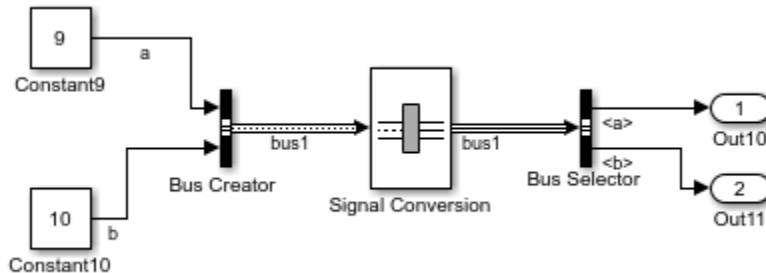 9
Constant9
a
10
Constant10
b
Bus Creator
bus1
Signal Conversion
bus1
Bus Selector
<a>
<b>
1
Out10
2
Out11